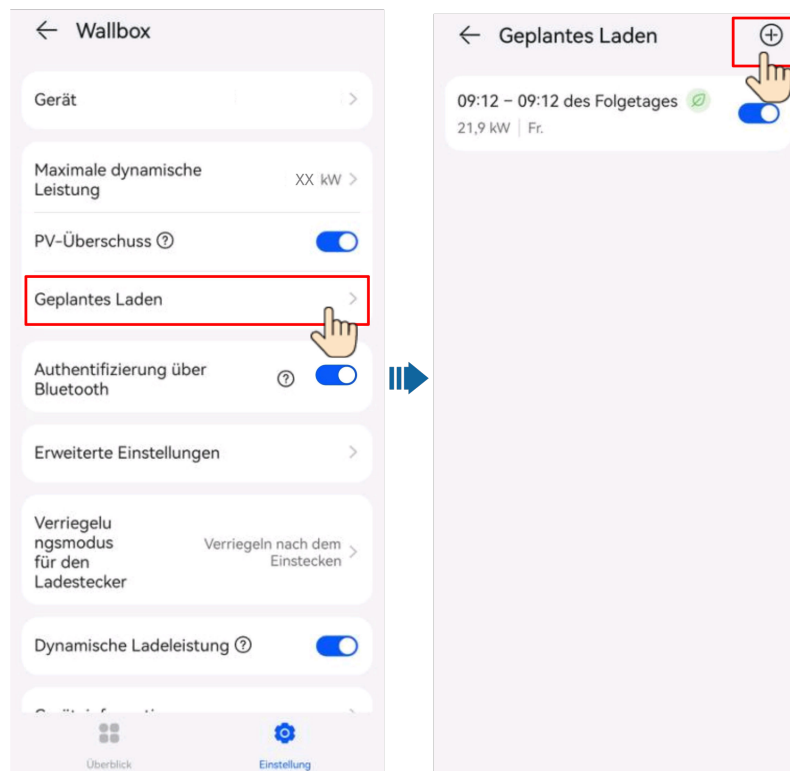 Wallbox
Gerät
Maximale dynamische
Leistung
XX kW
PV-Überschuss
Geplantes Laden
Authentifizierung über
Bluetooth
Erweiterte Einstellungen
Verriegelu
ngsmodus
für den
Ladestecker
Verriegeln nach dem
Einstecken
Dynamische Ladeleistung
Überblick
Einstellung
Geplantes Laden
09:12 – 09:12 des Folgetages
21,9 kW | Fr.